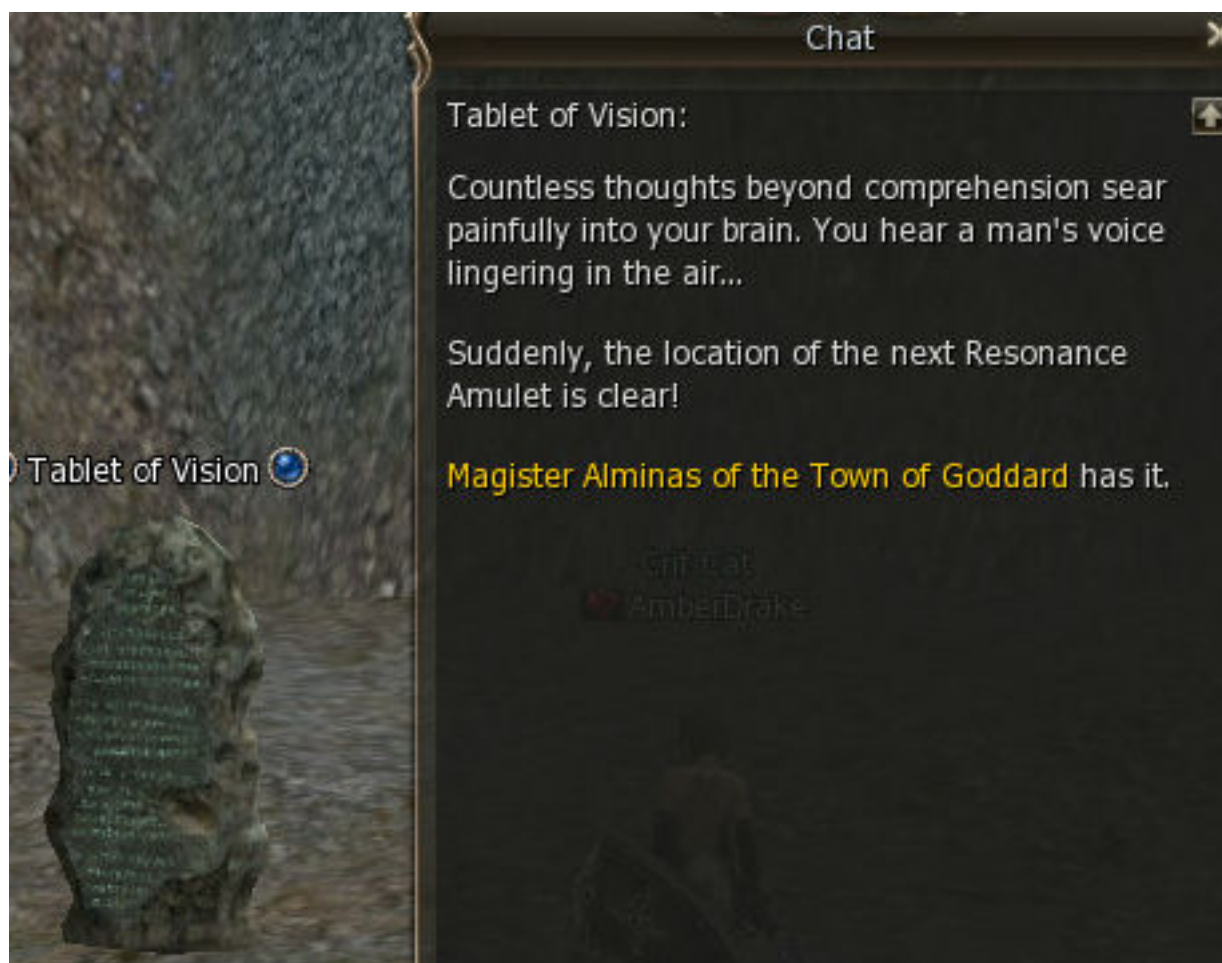 Chat
Tablet of Vision:
Countless thoughts beyond comprehension sear
painfully into your brain. You hear a man's voice
lingering in the air...
Suddenly, the location of the next Resonance
Amulet is clear!
Magister Alminas of the Town of Goddard has it.
Tablet of Vision
AmberDrake